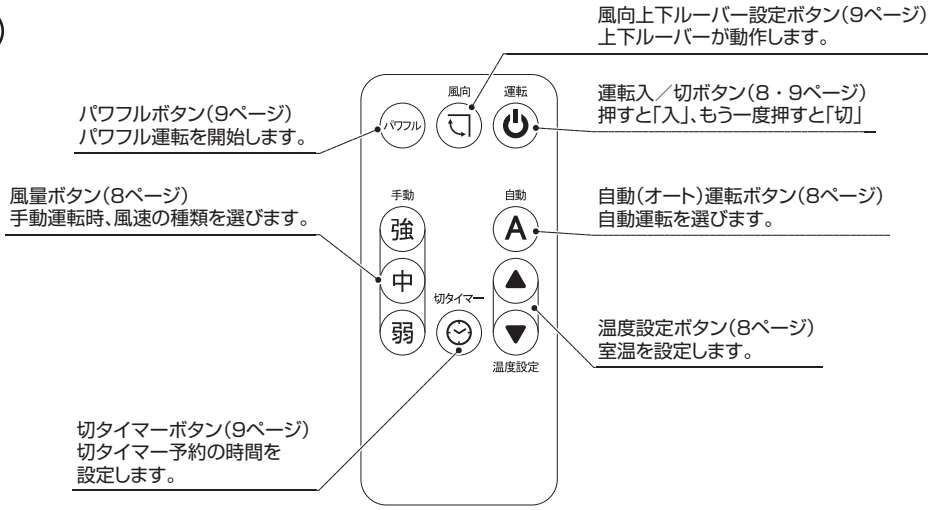 風向上下ルーバー設定ボタン(9ページ)
上下ルーバーが動作します。
パワフルボタン(9ページ)
パワフル運転を開始します。
風向
運転
運転入／切ボタン(8・9ページ)
押すと「入」、もう一度押すと「切」
パワフル
風量ボタン(8ページ)
手動運転時、風速の種類を選びます。
手動
自動
自動(オート)運転ボタン(8ページ)
自動運転を選びます。
強
A
中
切タイマー
弱
温度設定
温度設定ボタン(8ページ)
室温を設定します。
切タイマーボタン(9ページ)
切タイマー予約の時間を
設定します。